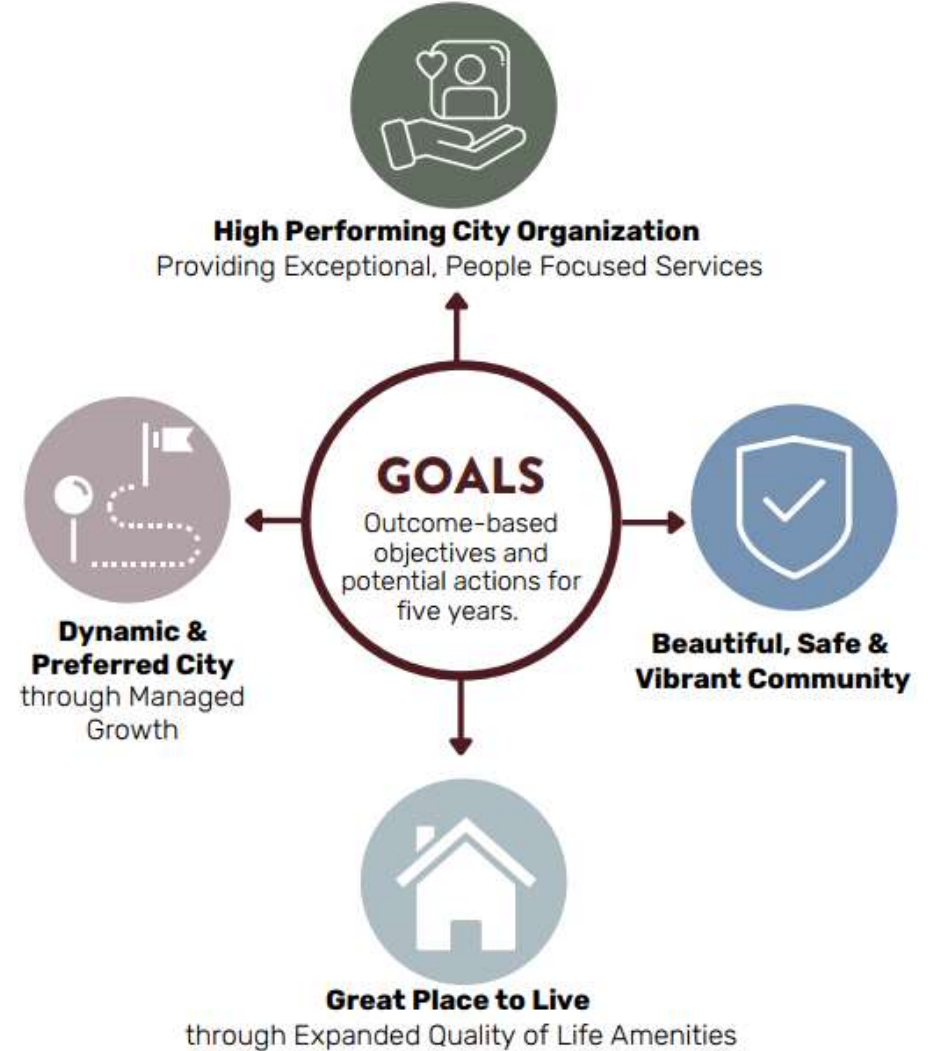 High Performing City Organization
Providing Exceptional, People Focused Services
GOALS
Outcome-based
objectives and
potential actions for
five years.
Dynamic &
Preferred City
through Managed
Growth
Beautiful, Safe &
Vibrant Community
Great Place to Live
through Expanded Quality of Life Amenities